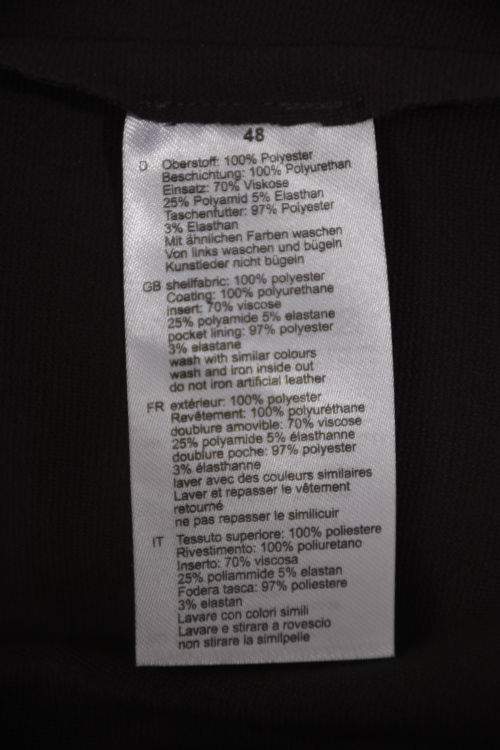 48
D Oberstoff: 100% Polyester
Beschichtung: 100% Polyurethan
Einsatz: 70% Viskose
25% Polyamid 5% Elasthan
Taschenfutter: 97% Polyester
3% Elasthan
Mit ähnlichen Farben waschen
Von links waschen und bügeln
Kunstleder nicht bügeln
GB shellfabric: 100% polyester
Coating: 100% polyurethane
insert: 70% viscose
25% polyamide 5% elastane
pocket lining: 97% polyester
3% elastane
wash with similar colours
wash and iron inside out
do not iron artificial leather
FR extérieur: 100% polyester
Revêtement: 100% polyuréthane
doublure amovible: 70% viscose
25% polyamide 5% élasthanne
doublure poche: 97% polyester
3% élasthanne
laver avec des couleurs similaires
Laver et repasser le vêtement
retourné
ne pas repasser le similicuir
IT Tessuto superiore: 100% poliestere
Rivestimento: 100% poliuretano
Inserto: 70% viscosa
25% poliammide 5% elastan
Fodera tasca: 97% poliestere
3% elastan
Lavare con colori simili
Lavare e stirare a rovescio
non stirare la similpelle